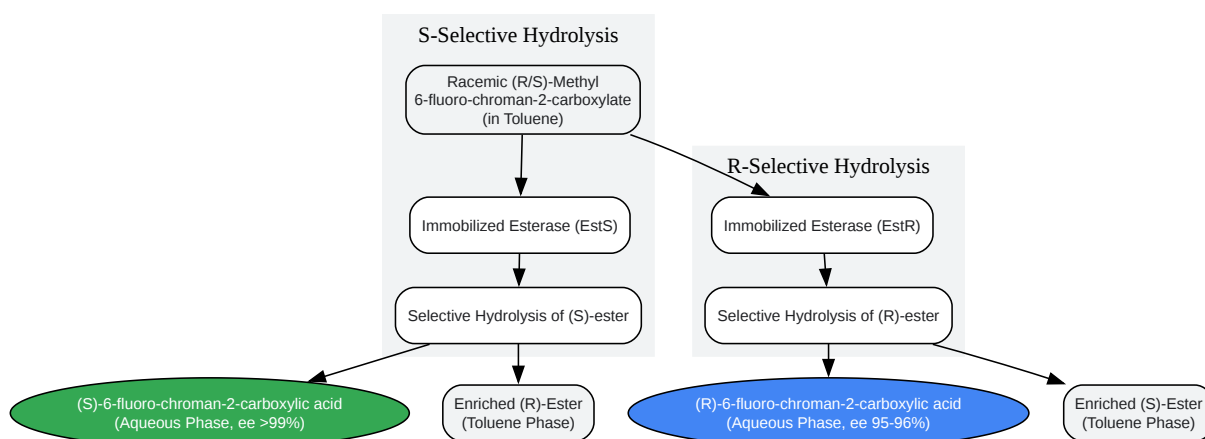 S-Selective Hydrolysis
Racemic (R/S)-Methyl
6-fluoro-chroman-2-carboxylate
(in Toluene)
R-Selective Hydrolysis
Immobilized Esterase (EstS)
Immobilized Esterase (EstR)
Selective Hydrolysis of (S)-ester
Selective Hydrolysis of (R)-ester
(S)-6-fluoro-chroman-2-carboxylic acid
(Aqueous Phase, ee >99%)
Enriched (R)-Ester
(Toluene Phase)
(R)-6-fluoro-chroman-2-carboxylic acid
(Aqueous Phase, ee 95-96%)
Enriched (S)-Ester
(Toluene Phase)